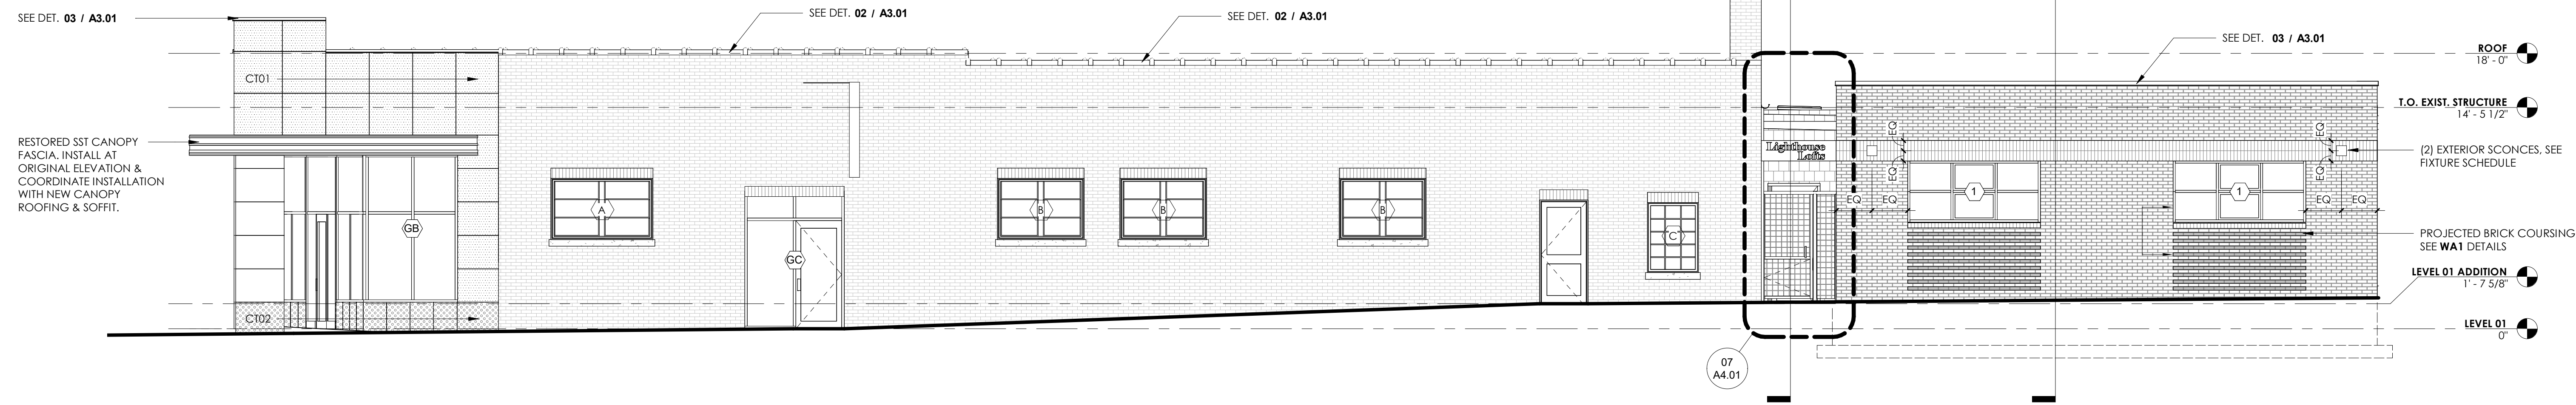 SEE DET. 03 / A3.01
SEE DET. 02 / A3.01
SEE DET. 02 / A3.01
SEE DET. 03 / A3.01
ROOF
18' - 0"
CT01
T.O. EXIST. STRUCTURE
14' - 5 1/2"
RESTORED SST CANOPY
FASCIA. INSTALL AT
ORIGINAL ELEVATION &
COORDINATE INSTALLATION
WITH NEW CANOPY
ROOFING & SOFFIT.
EQ
EQ
Lighthouse
Lofts
(2) EXTERIOR SCONCES, SEE
FIXTURE SCHEDULE
EQ
EQ
1
1
EQ
EQ
EQ
EQ
A
B
B
B
GB
C
GC
PROJECTED BRICK COURSING
SEE WA1 DETAILS
LEVEL 01 ADDITION
1' - 7 5/8"
CT02
LEVEL 01
0"
07
A4.01